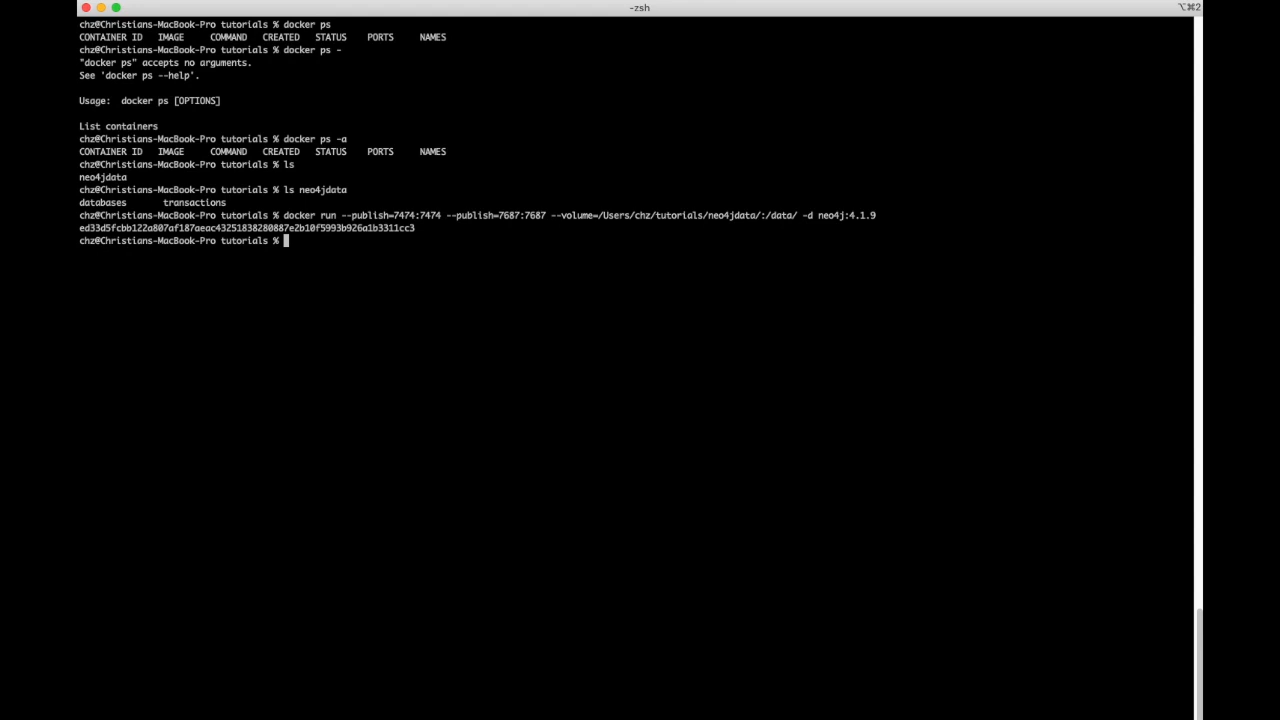 -zsh
⌥⌘2
chz@Christians-MacBook-Pro tutorials % docker ps
CONTAINER ID   IMAGE     COMMAND   CREATED   STATUS    PORTS     NAMES
chz@Christians-MacBook-Pro tutorials % docker ps -
"docker ps" accepts no arguments.
See 'docker ps --help'.
Usage:  docker ps [OPTIONS]
List containers
chz@Christians-MacBook-Pro tutorials % docker ps -a
CONTAINER ID   IMAGE     COMMAND   CREATED   STATUS    PORTS     NAMES
chz@Christians-MacBook-Pro tutorials % ls
neo4jdata
chz@Christians-MacBook-Pro tutorials % ls neo4jdata
databases       transactions
chz@Christians-MacBook-Pro tutorials % docker run --publish=7474:7474 --publish=7687:7687 --volume=/Users/chz/tutorials/neo4jdata/:/data/ -d neo4j:4.1.9
ed33d5fcbb122a807af187aeac43251838280887e2b10f5993b926a1b3311cc3
chz@Christians-MacBook-Pro tutorials %